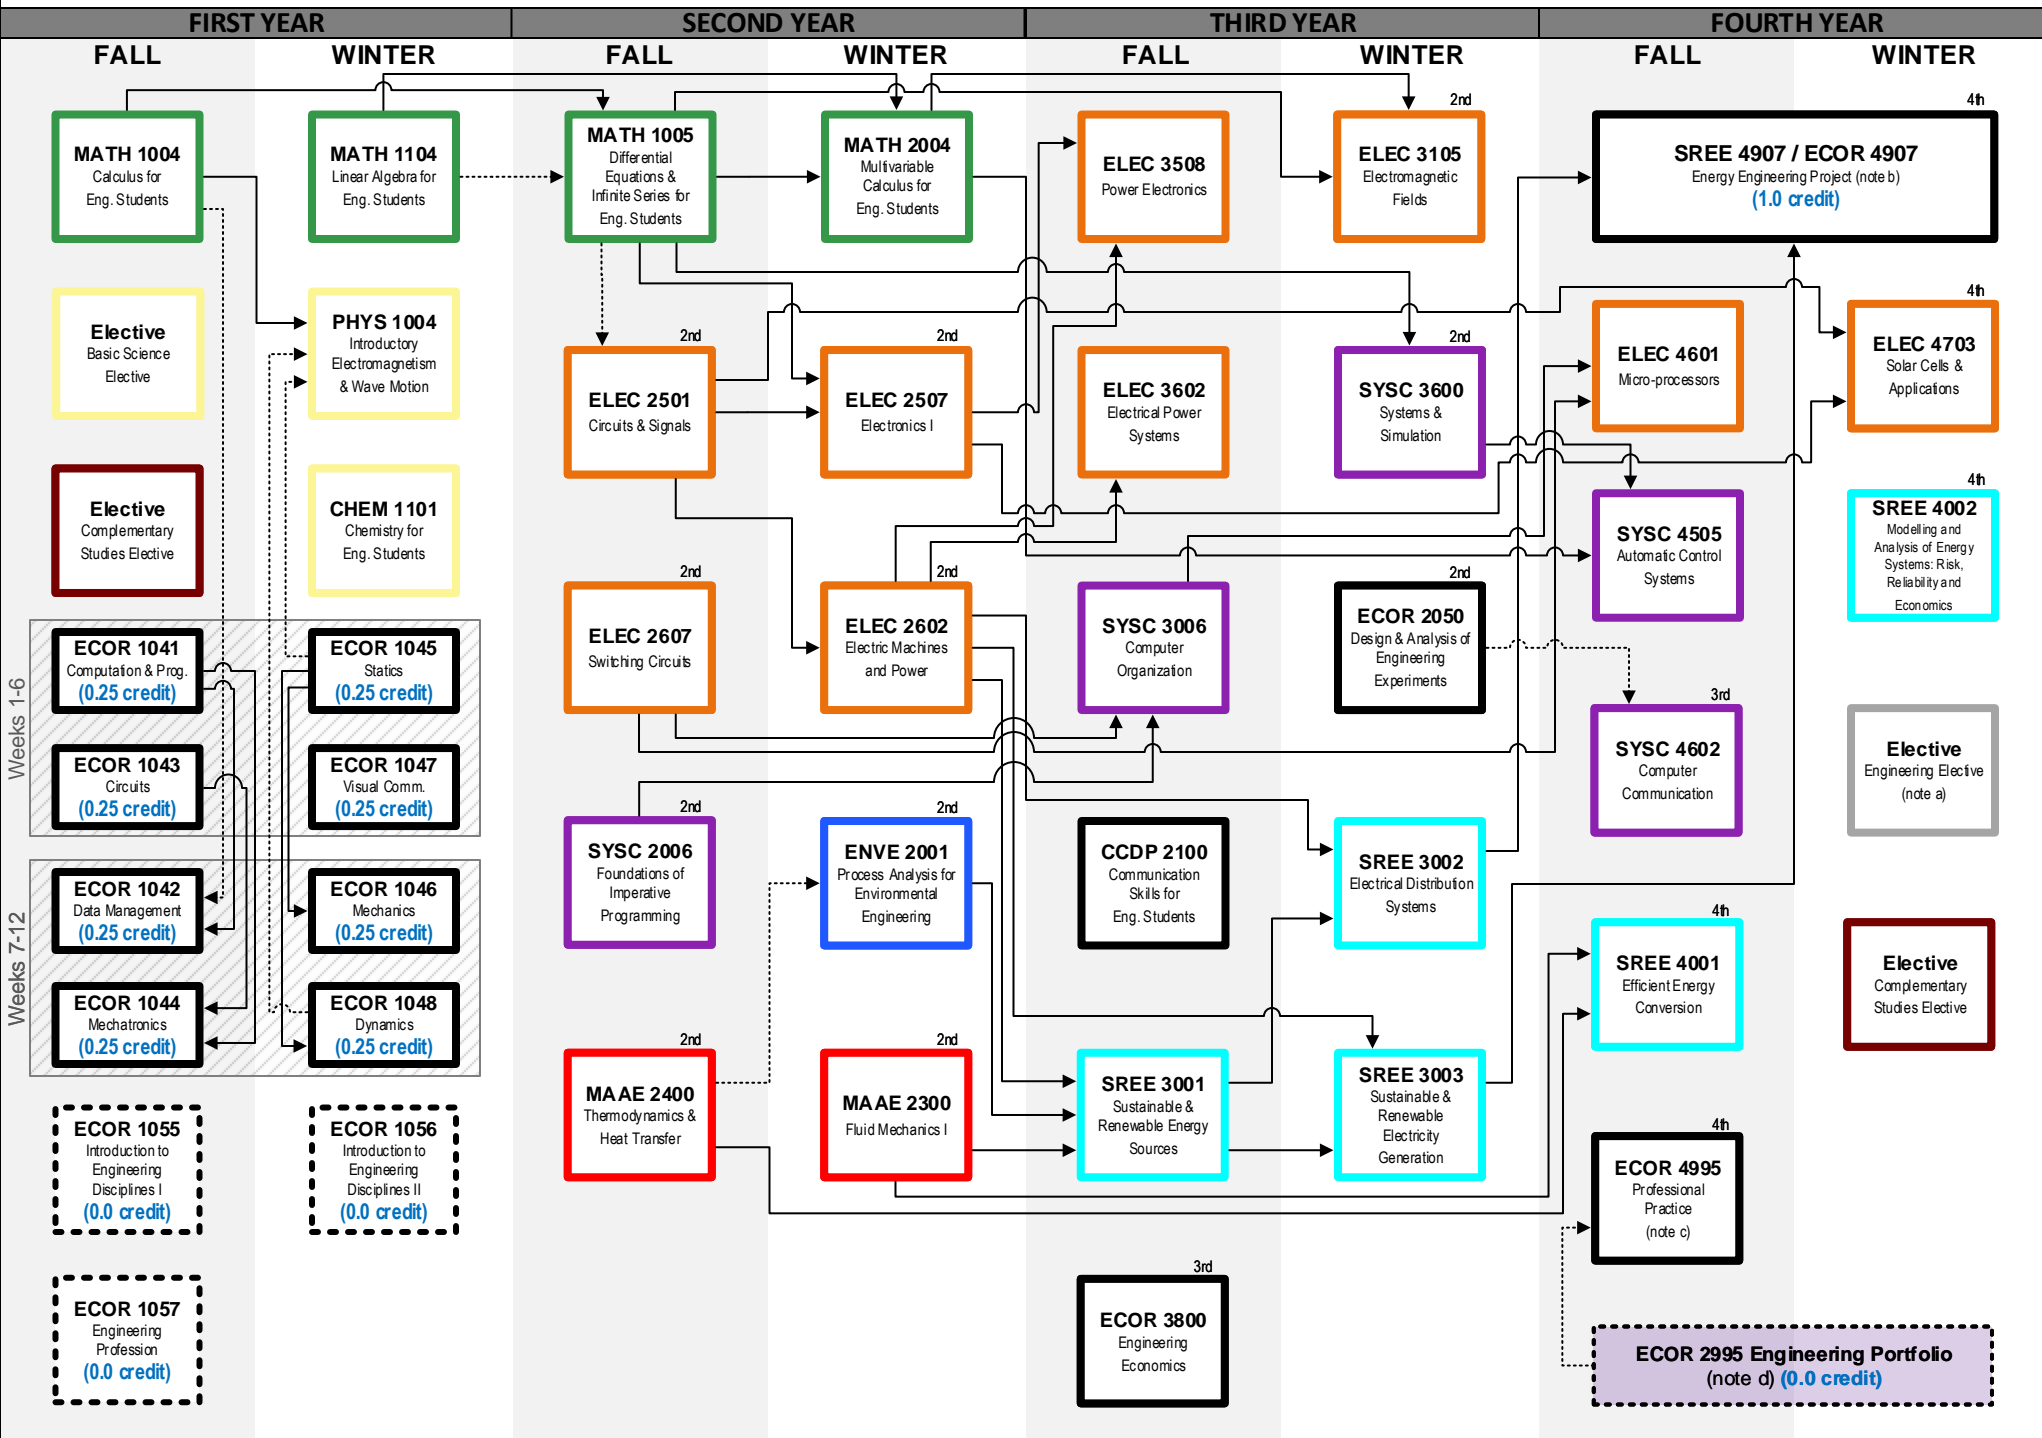 FIRST YEAR
SECOND YEAR
THIRD YEAR
FOURTH YEAR
FALL
WINTER
FALL
WINTER
FALL
WINTER
FALL
WINTER
MATH 1004
Calculus for
Eng. Students
Elective
Basic Science
Elective
Elective
Complementary
Studies Elective
Weeks 1-6
ECOR 1041
Computation & Prog.
(0.25 credit)
ECOR 1043
Circuits
(0.25 credit)
Weeks 7-12
ECOR 1042
Data Management
(0.25 credit)
ECOR 1044
Mechatronics
(0.25 credit)
ECOR 1055
Introduction to
Engineering
Disciplines I
(0.0 credit)
ECOR 1057
Engineering
Profession
(0.0 credit)
MATH 1104
Linear Algebra for
Eng. Students
PHYS 1004
Introductory
Electromagnetism
& Wave Motion
CHEM 1101
Chemistry for
Eng. Students
ECOR 1045
Statics
(0.25 credit)
ECOR 1047
Visual Comm.
(0.25 credit)
ECOR 1046
Mechanics
(0.25 credit)
ECOR 1048
Dynamics
(0.25 credit)
ECOR 1056
Introduction to
Engineering
Disciplines II
(0.0 credit)
MATH 1005
Differential
Equations &
Infinite Series for
Eng. Students
2nd
ELEC 2501
Circuits & Signals
2nd
ELEC 2607
Switching Circuits
2nd
SYSC 2006
Foundations of
Imperative
Programming
2nd
MAAE 2400
Thermodynamics &
Heat Transfer
MATH 2004
Multivariable
Calculus for
Eng. Students
2nd
ELEC 2507
Electronics I
2nd
ELEC 2602
Electric Machines
and Power
2nd
ENVE 2001
Process Analysis for
Environmental
Engineering
2nd
MAAE 2300
Fluid Mechanics I
ELEC 3508
Power Electronics
ELEC 3602
Electrical Power
Systems
SYSC 3006
Computer
Organization
CCDP 2100
Communication
Skills for
Eng. Students
SREE 3001
Sustainable &
Renewable Energy
Sources
3rd
ECOR 3800
Engineering
Economics
2nd
ELEC 3105
Electromagnetic
Fields
2nd
SYSC 3600
Systems &
Simulation
2nd
ECOR 2050
Design & Analysis of
Engineering
Experiments
SREE 3002
Electrical Distribution
Systems
SREE 3003
Sustainable &
Renewable
Electricity
Generation
4th
SREE 4907 / ECOR 4907
Energy Engineering Project (note b)
(1.0 credit)
ELEC 4601
Micro-processors
SYSC 4505
Automatic Control
Systems
3rd
SYSC 4602
Computer
Communication
4th
SREE 4001
Efficient Energy
Conversion
4th
ECOR 4995
Professional
Practice
(note c)
4th
ELEC 4703
Solar Cells &
Applications
4th
SREE 4002
Modelling and
Analysis of Energy
Systems: Risk,
Reliability and
Economics
Elective
Engineering Elective
(note a)
Elective
Complementary
Studies Elective
ECOR 2995 Engineering Portfolio
(note d) (0.0 credit)